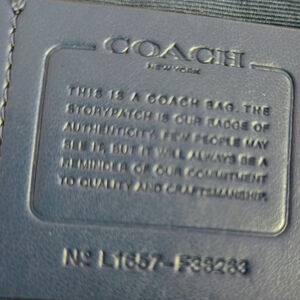 COACH
NEW YORK
THIS IS A COACH BAG. THE
STORYPATCH IS OUR BADGE OF
AUTHENTICITY. FEW PEOPLE MAY
SEE IT, BUT IT WILL ALWAYS BE A
REMINDER OF OUR COMMITMENT
TO QUALITY AND CRAFTSMANSHIP.
Nº L1657-F38263